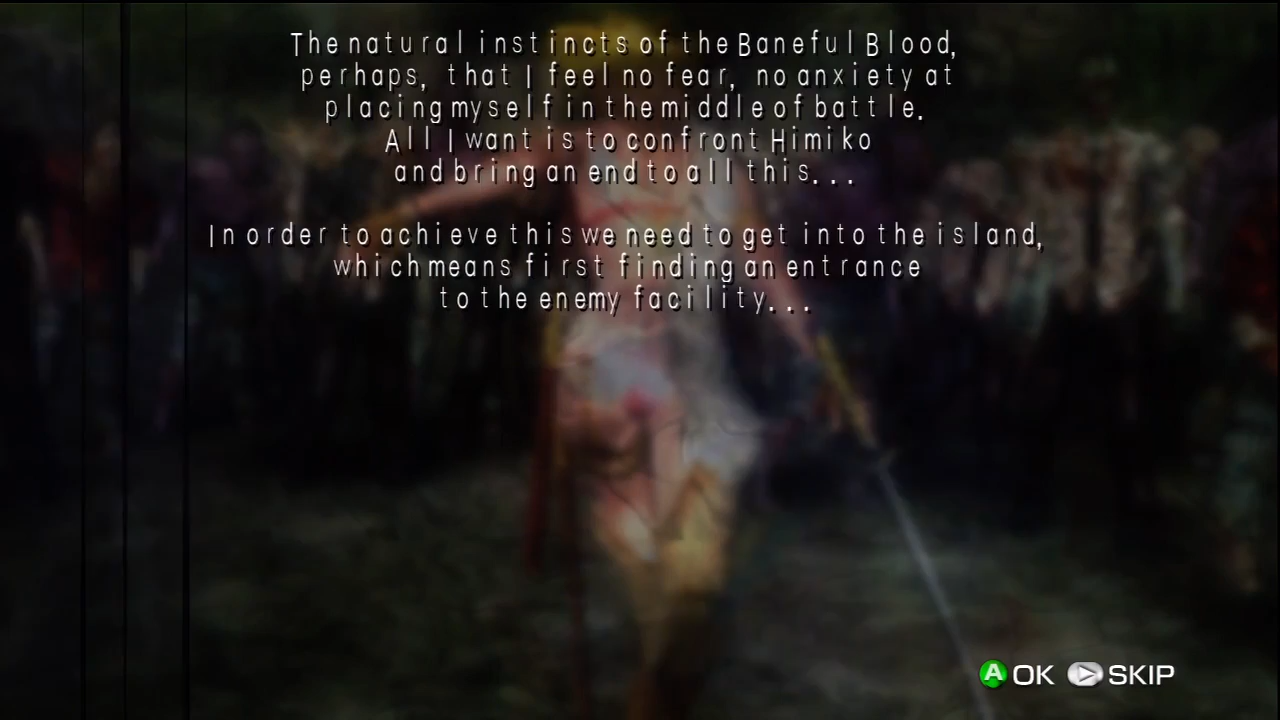 The natural instincts of the Baneful Blood,
perhaps, that I feel no fear, no anxiety at
placing myself in the middle of battle.
All I want is to confront Himiko
and bring an end to all this...
In order to achieve this we need to get into the island,
which means first finding an entrance
to the enemy facility...
A OK SKIP